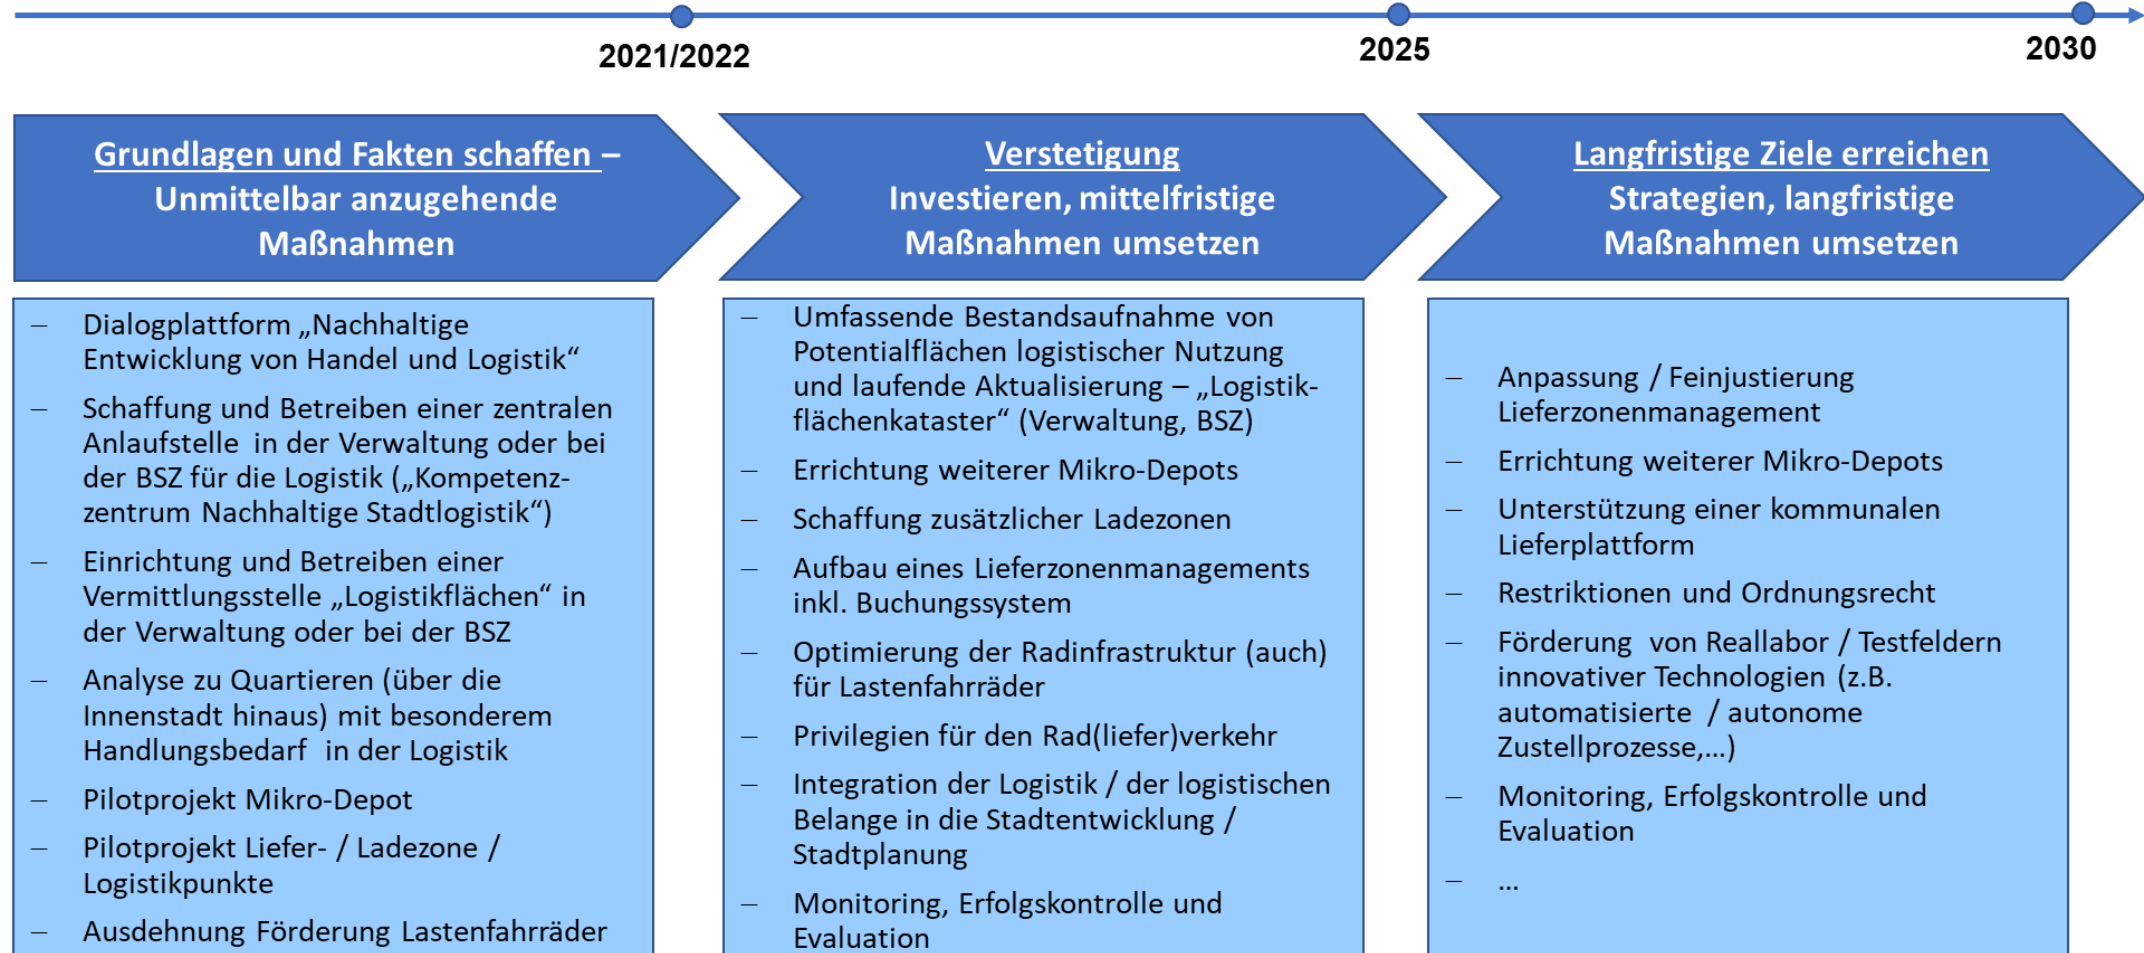 2021/2022
2025
2030
Grundlagen und Fakten schaffen –
Unmittelbar anzugehende
Maßnahmen
Verstetigung
Investieren, mittelfristige
Maßnahmen umsetzen
Langfristige Ziele erreichen
Strategien, langfristige
Maßnahmen umsetzen
– Dialogplattform „Nachhaltige
Entwicklung von Handel und Logistik“
– Schaffung und Betreiben einer zentralen
Anlaufstelle in der Verwaltung oder bei
der BSZ für die Logistik („Kompetenz-
zentrum Nachhaltige Stadtlogistik“)
– Einrichtung und Betreiben einer
Vermittlungsstelle „Logistikflächen“ in
der Verwaltung oder bei der BSZ
– Analyse zu Quartieren (über die
Innenstadt hinaus) mit besonderem
Handlungsbedarf in der Logistik
– Pilotprojekt Mikro-Depot
– Pilotprojekt Liefer- / Ladezone /
Logistikpunkte
– Ausdehnung Förderung Lastenfahrräder
– Umfassende Bestandsaufnahme von
Potentialflächen logistischer Nutzung
und laufende Aktualisierung – „Logistik-
flächenkataster“ (Verwaltung, BSZ)
– Errichtung weiterer Mikro-Depots
– Schaffung zusätzlicher Ladezonen
– Aufbau eines Lieferzonenmanagements
inkl. Buchungssystem
– Optimierung der Radinfrastruktur (auch)
für Lastenfahrräder
– Privilegien für den Rad(liefer)verkehr
– Integration der Logistik / der logistischen
Belange in die Stadtentwicklung /
Stadtplanung
– Monitoring, Erfolgskontrolle und
Evaluation
– Anpassung / Feinjustierung
Lieferzonenmanagement
– Errichtung weiterer Mikro-Depots
– Unterstützung einer kommunalen
Lieferplattform
– Restriktionen und Ordnungsrecht
– Förderung von Reallabor / Testfeldern
innovativer Technologien (z.B.
automatisierte / autonome
Zustellprozesse,...)
– Monitoring, Erfolgskontrolle und
Evaluation
– ...